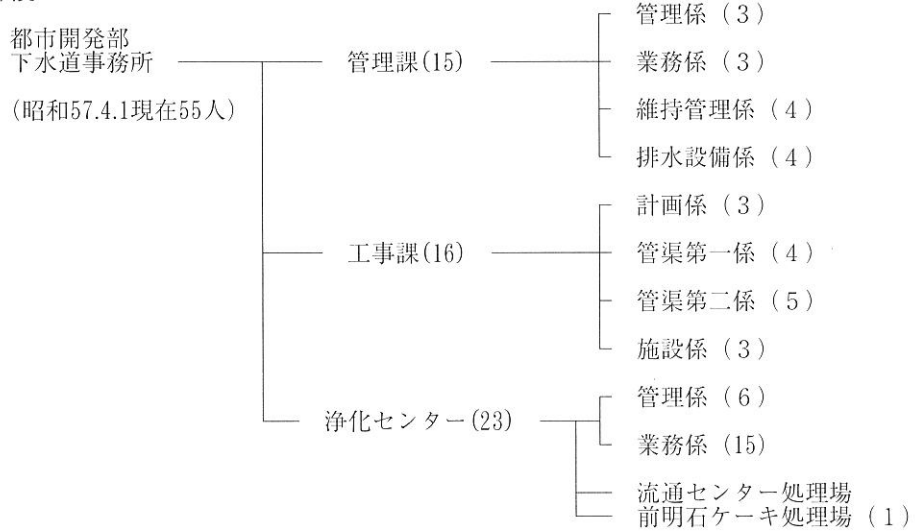 都市開発部
下水道事務所
(昭和57.4.1現在55人)
管理課(15)
管理係(3)
業務係(3)
維持管理係(4)
排水設備係(4)
工事課(16)
計画係(3)
管渠第一係(4)
管渠第二係(5)
施設係(3)
浄化センター(23)
管理係(6)
業務係(15)
流通センター処理場
前明石ケーキ処理場(1)